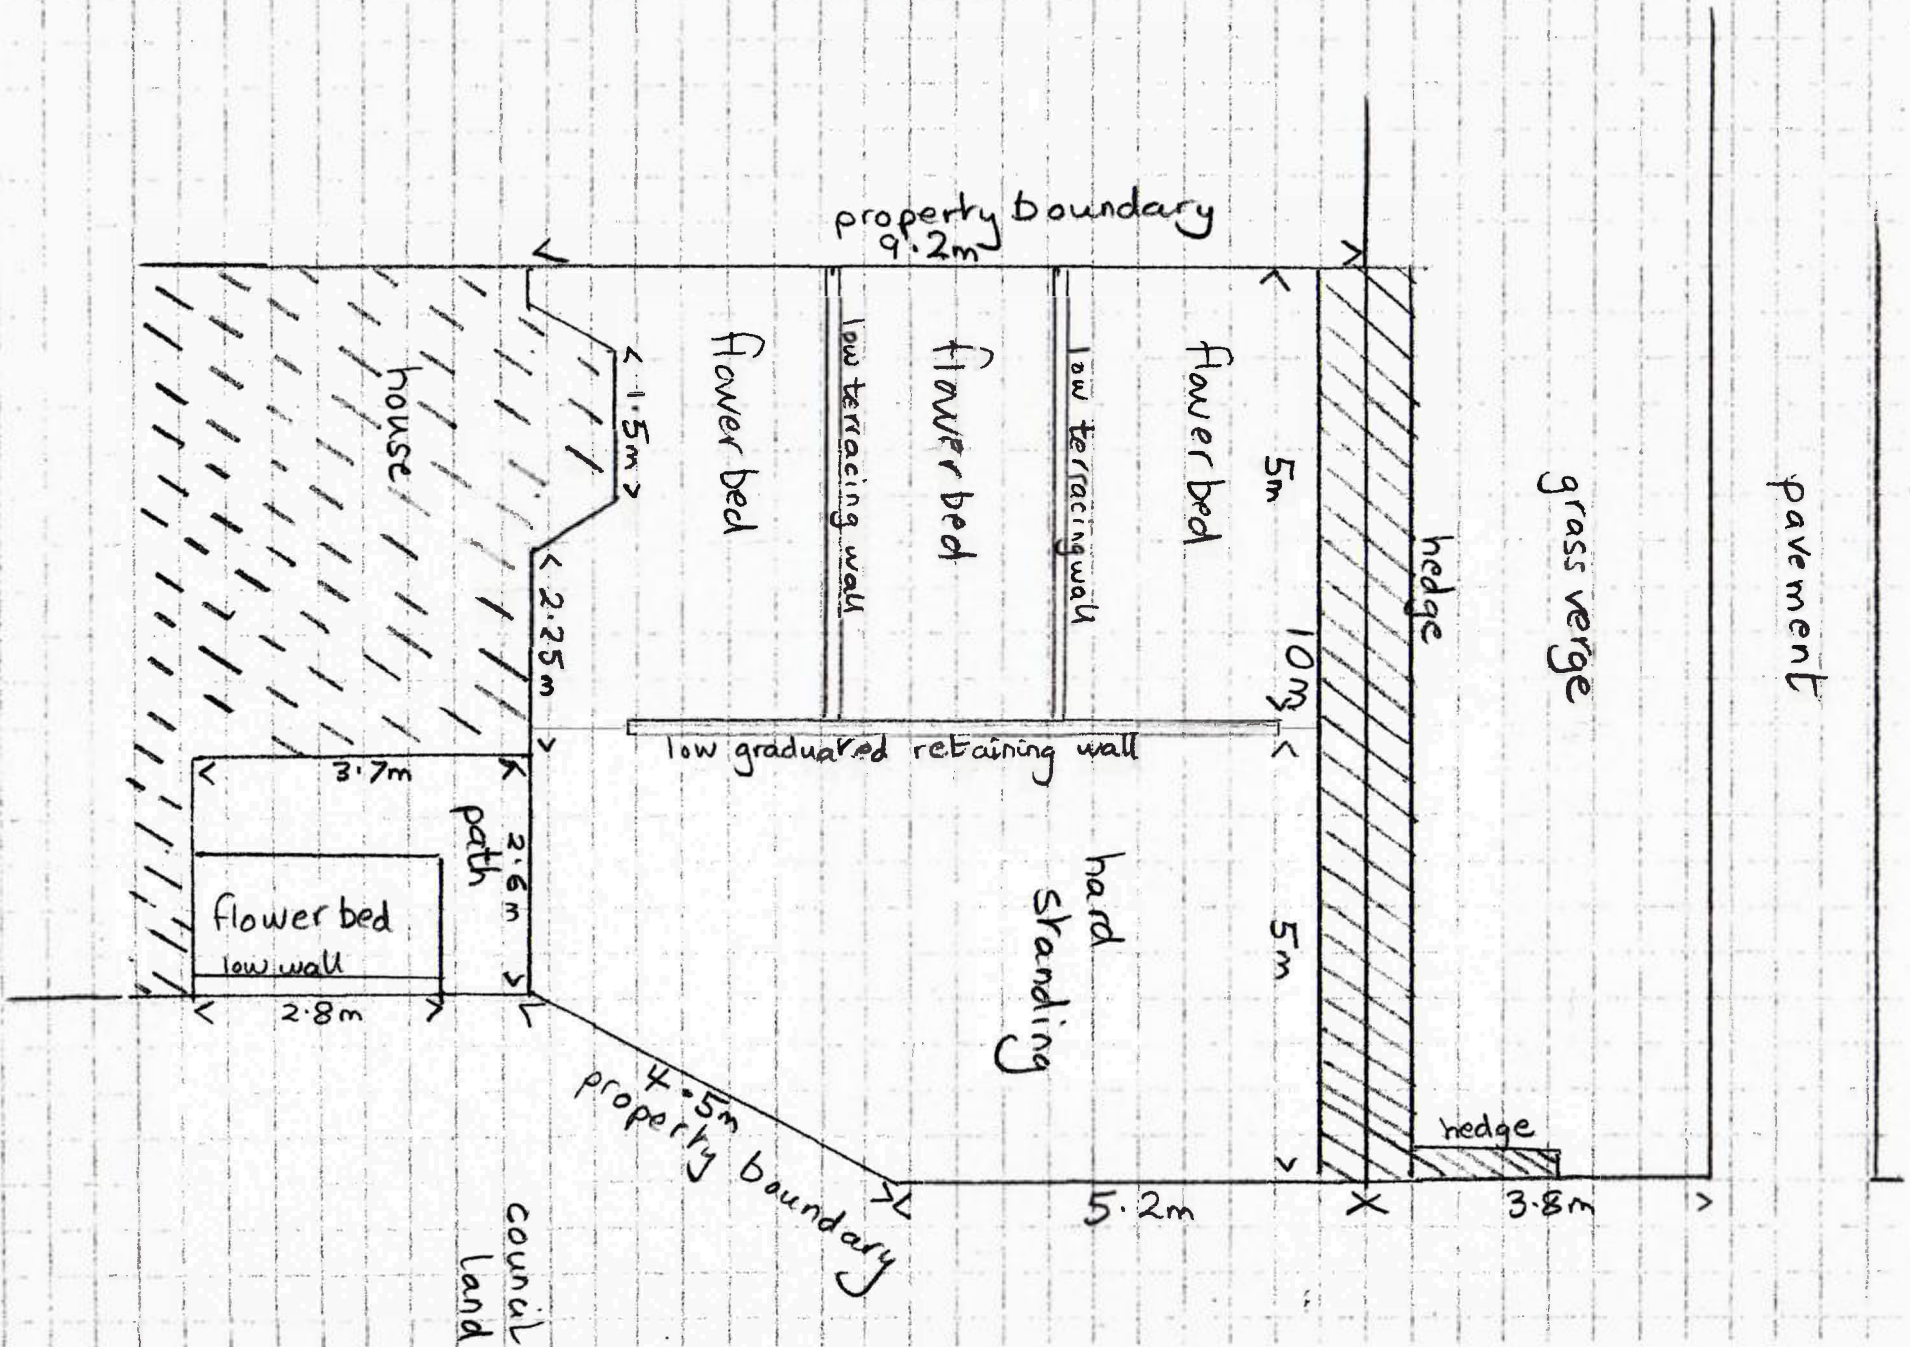 property boundary
9.2m
house
1.5m
2.25m
flower bed
low terracing wall
flower bed
low terracing wall
flower bed
5m
10m
hedge
grass verge
pavement
low graduated retaining wall
3.7m
path
2.6m
flower bed
low wall
2.8m
hard
standing
5m
hedge
4.5m
property boundary
5.2m
3.8m
council
land